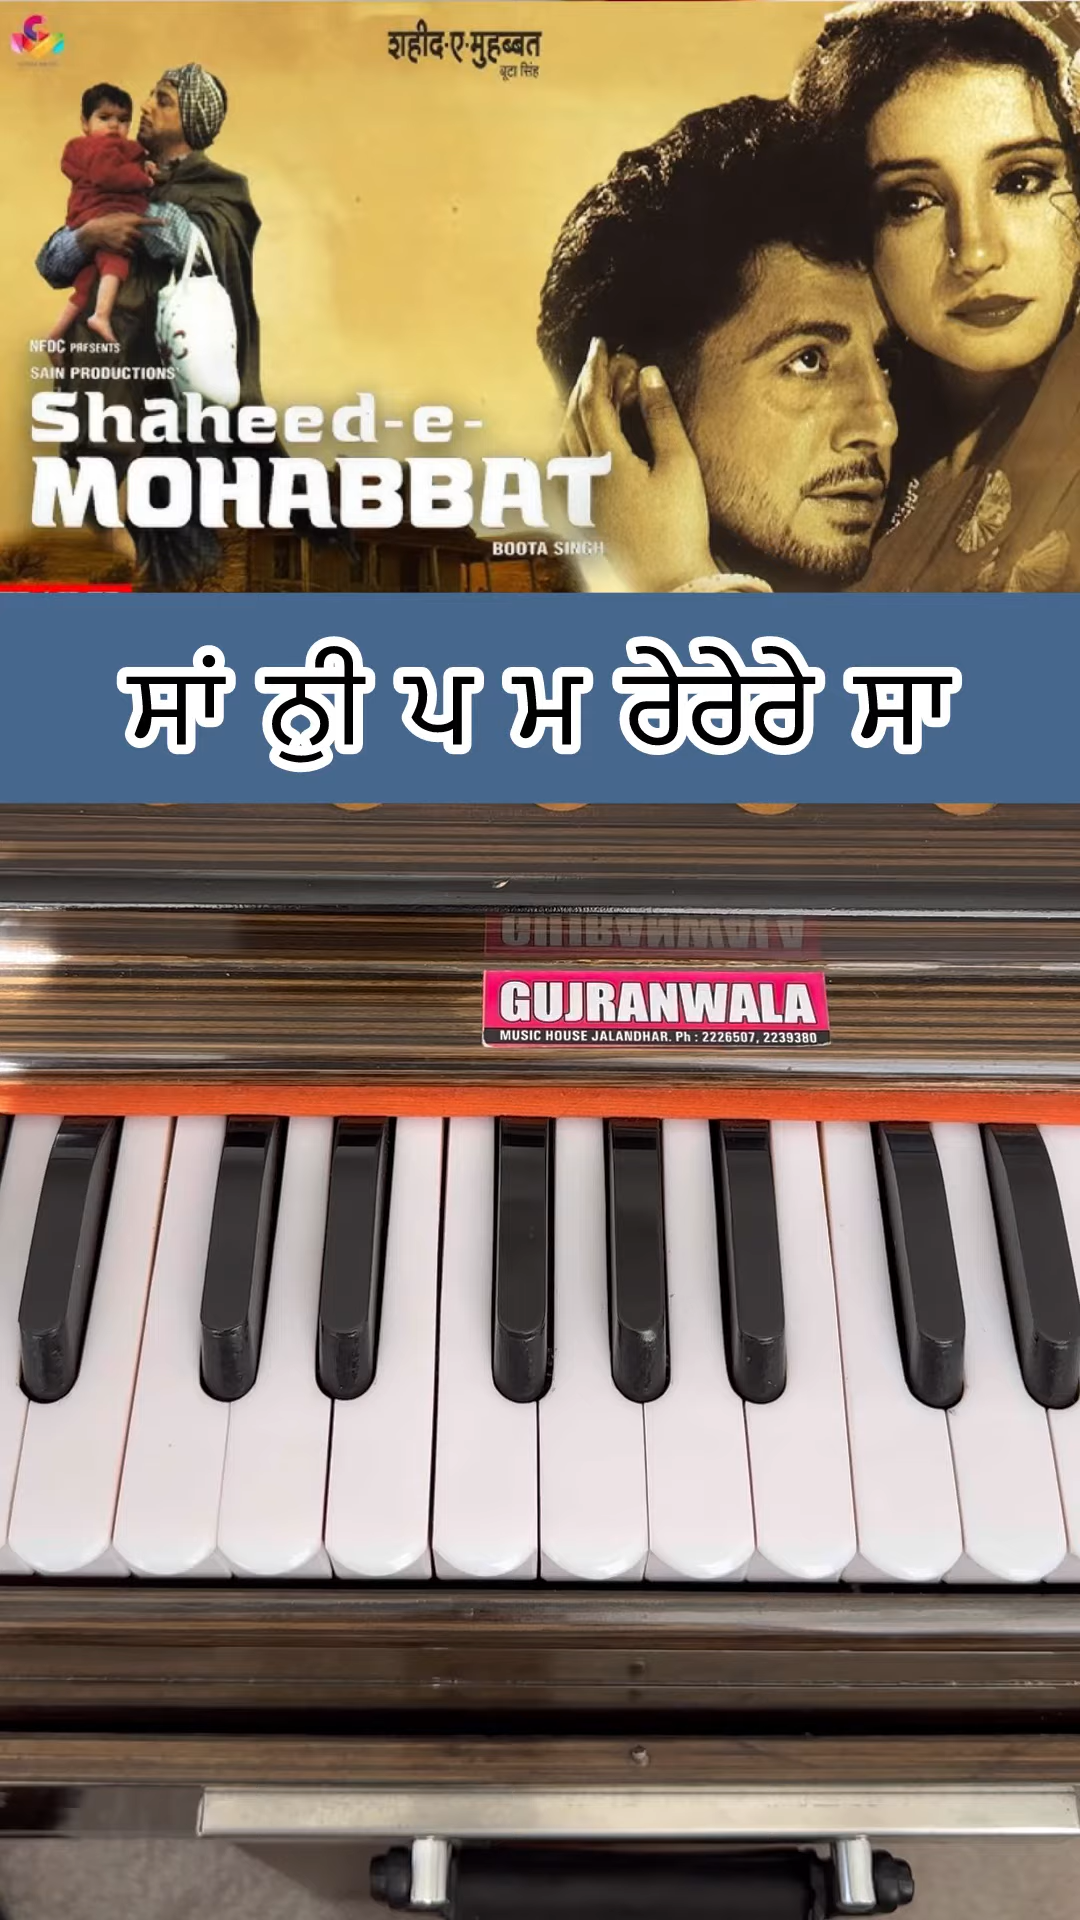 शहीद-ए-मुहब्बत
बूटा सिंह
NFDC PRESENTS
SAIN PRODUCTIONS'
Shaheed-e-
MOHABBAT
BOOTA SINGH
ਸਾਂ ਨੀ॒ ਪ ਮ ਰੇਰੇਰੇ ਸਾ
GUJRANWALA
MUSIC HOUSE JALANDHAR. Ph : 2226507, 2239380